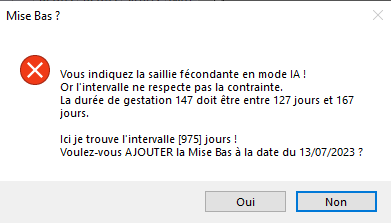 Mise Bas ?
Vous indiquez la saillie fécondante en mode IA !
Or l'intervalle ne respecte pas la contrainte.
La durée de gestation 147 doit être entre 127 jours et 167
jours.
Ici je trouve l'intervalle [975] jours !
Voulez-vous AJOUTER la Mise Bas à la date du 13/07/2023 ?
Oui
Non